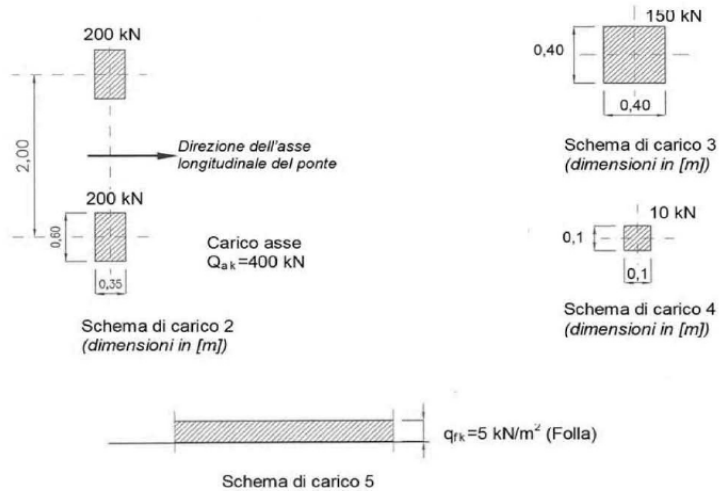 200 kN
2,00
Direzione dell'asse
longitudinale del ponte
200 kN
0,60
0,35
Carico asse
Qak=400 kN
Schema di carico 2
(dimensioni in [m])
150 kN
0,40
0,40
Schema di carico 3
(dimensioni in [m])
10 kN
0,1
0,1
Schema di carico 4
(dimensioni in [m])
qfk=5 kN/m² (Folla)
Schema di carico 5